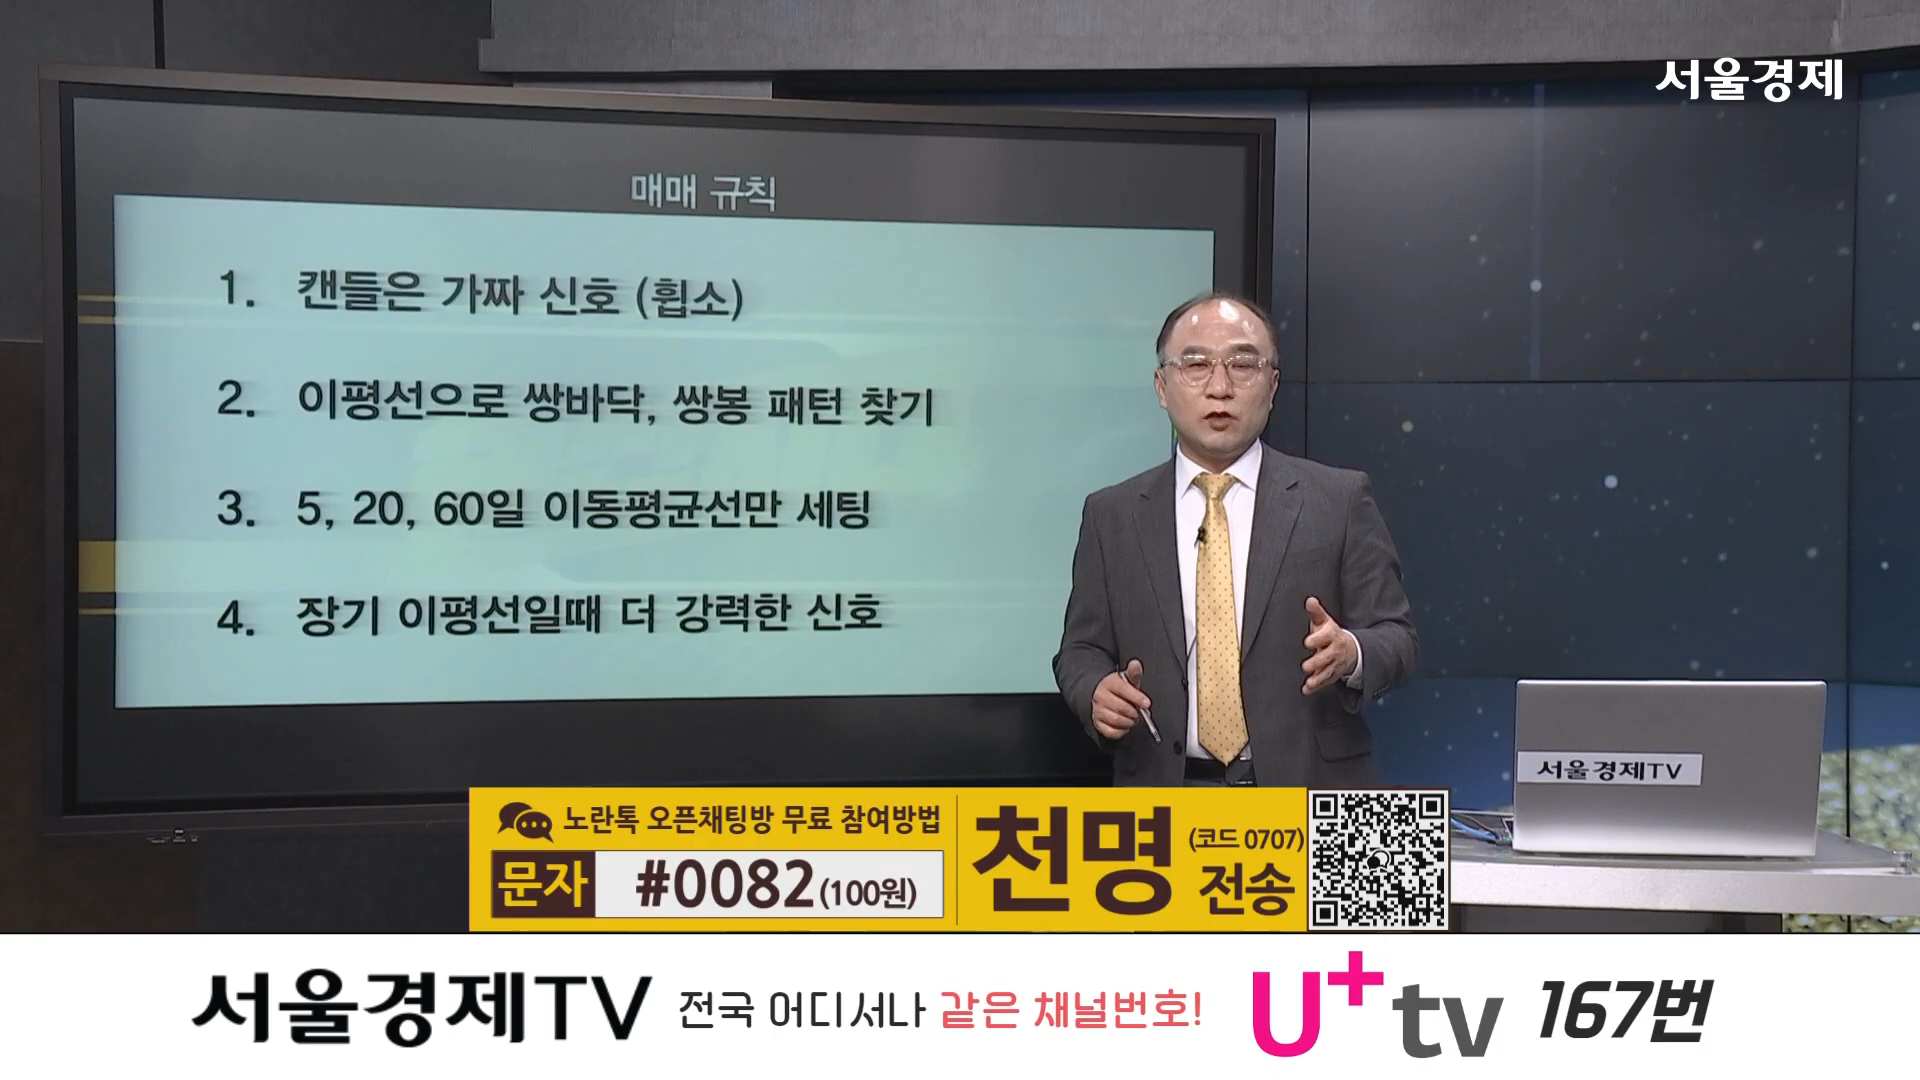 서울경제
매매 규칙
1. 캔들은 가짜 신호 (휩소)
2. 이평선으로 쌍바닥, 쌍봉 패턴 찾기
3. 5, 20, 60일 이동평균선만 세팅
4. 장기 이평선일때 더 강력한 신호
서울경제TV
노란톡 오픈채팅방 무료 참여방법
문자 #0082(100원)
천명 (코드 0707) 전송
서울경제TV 전국 어디서나 같은 채널번호! U+tv 167번